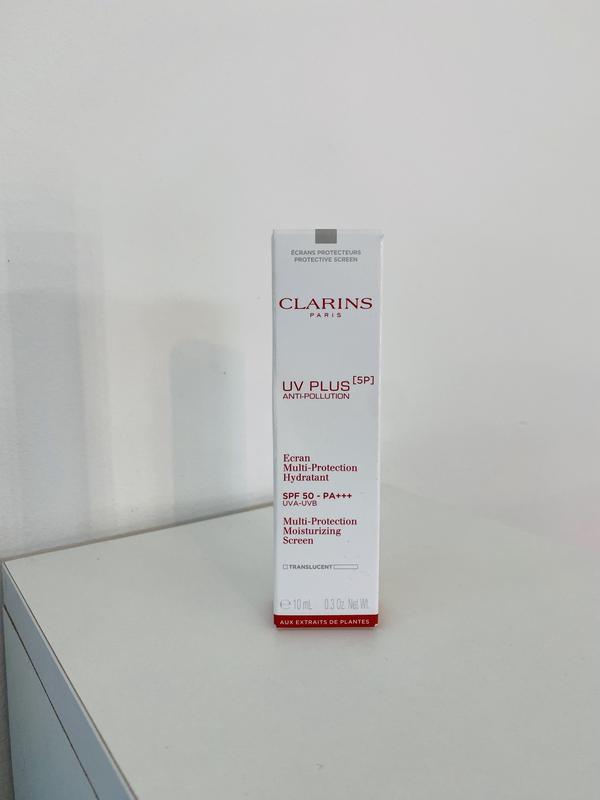 ÉCRANS PROTECTEURS
PROTECTIVE SCREEN
CLARINS
PARIS
UV PLUS [5P]
ANTI-POLLUTION
Ecran
Multi-Protection
Hydratant
SPF 50 - PA+++
UVA-UVB
Multi-Protection
Moisturizing
Screen
TRANSLUCENT
℮ 10 mL 0.3 Oz. Net Wt.
AUX EXTRAITS DE PLANTES